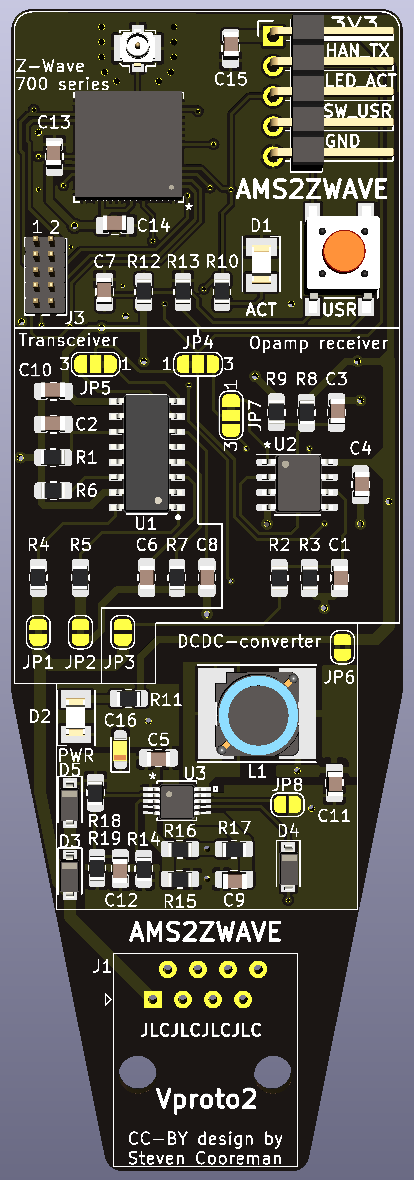 3V3
HAN_TX
Z-Wave
700 series
C15
LED_ACT
SW_USR
C13
GND
AMS2ZWAVE
*
C14
D1
1 2
C7 R12 R13 R10
J3
ACT
USR
Transceiver
JP4
Opamp receiver
C10
3 1
1 3
JP5
R9 R8 C3
1
JP7
3
C2
*U2
C4
R1
R6
U1
R4 R5 C6 R7 C8 R2 R3 C1
JP1 JP2 JP3
DCDC-converter
JP6
R11
D2
C16
PWR
C5
L1
D5
*
U3
JP8
C11
R18
R19 R14 R16 R17 D4
D3
C12 R15 C9
AMS2ZWAVE
J1
JLCJLCJLCJLC
Vproto2
CC-BY design by
Steven Cooreman